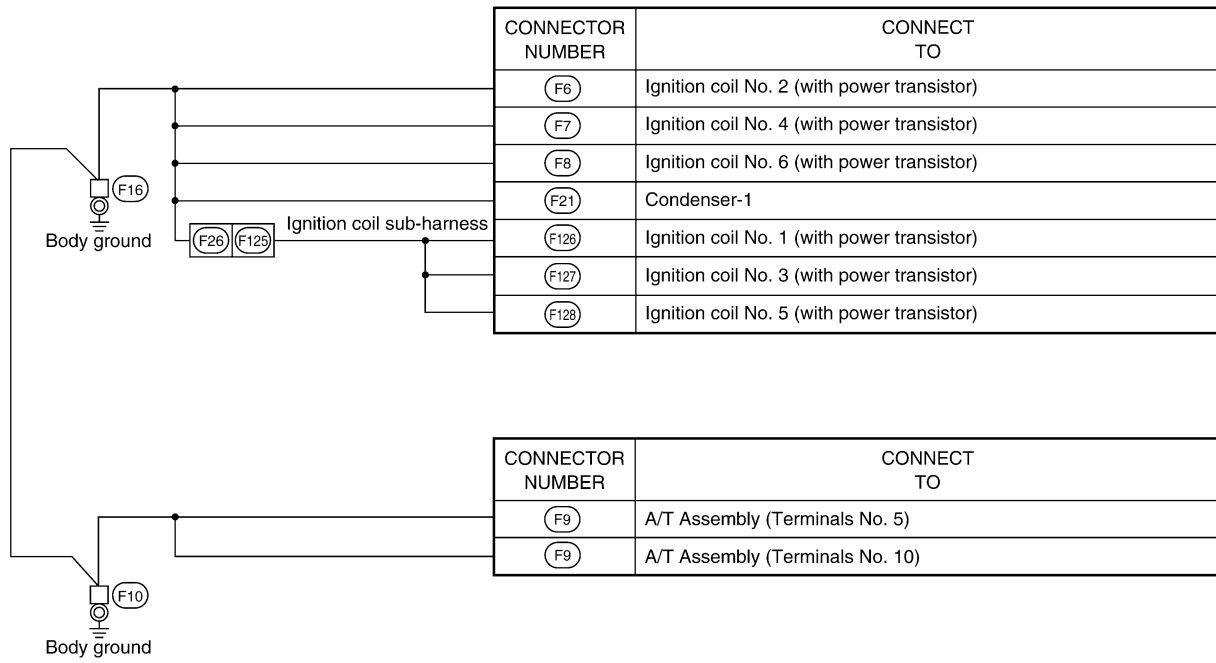 CONNECTOR NUMBER CONNECT TO
F6 Ignition coil No. 2 (with power transistor)
F7 Ignition coil No. 4 (with power transistor)
F8 Ignition coil No. 6 (with power transistor)
F16
F21 Condenser-1
Body ground
F26 F125 Ignition coil sub-harness
F126 Ignition coil No. 1 (with power transistor)
F127 Ignition coil No. 3 (with power transistor)
F128 Ignition coil No. 5 (with power transistor)
CONNECTOR NUMBER CONNECT TO
F9 A/T Assembly (Terminals No. 5)
F9 A/T Assembly (Terminals No. 10)
F10
Body ground